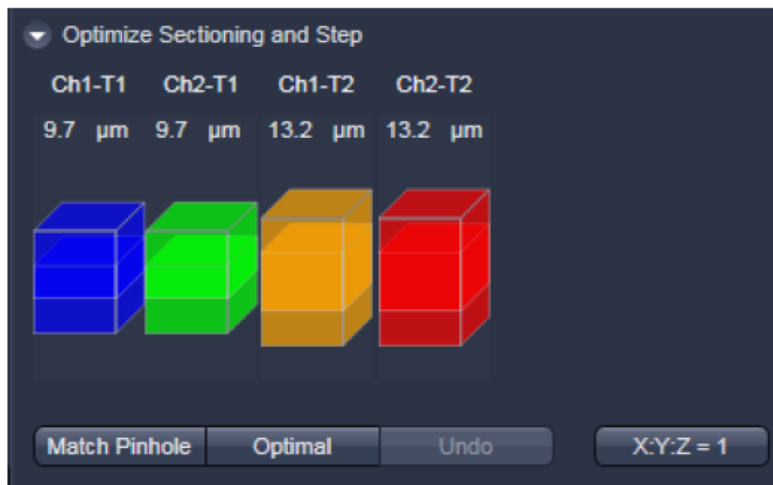 Optimize Sectioning and Step
Ch1-T1 Ch2-T1 Ch1-T2 Ch2-T2
9.7 µm 9.7 µm 13.2 µm 13.2 µm
Match Pinhole Optimal Undo X:Y:Z = 1